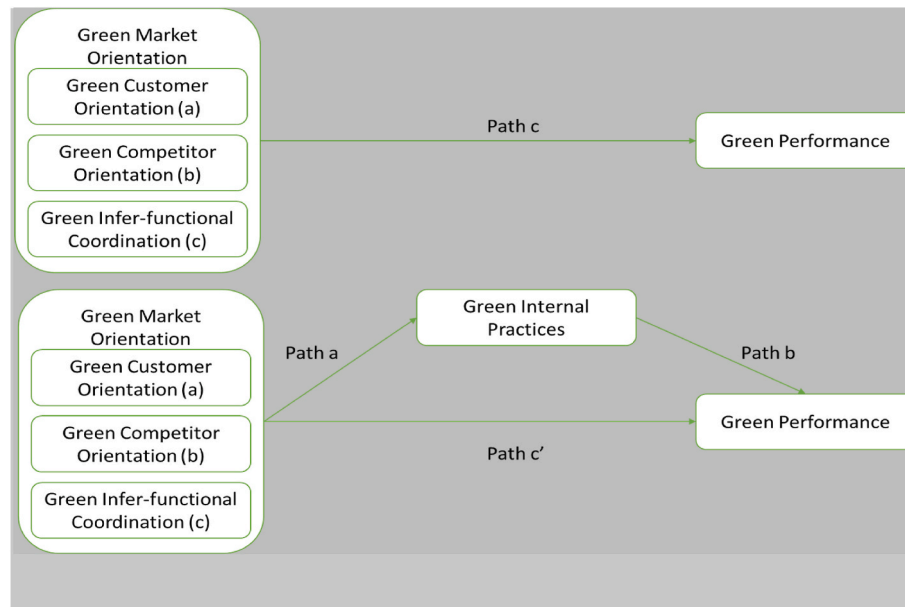 Green Market
Orientation
Green Customer
Orientation (a)
Green Competitor
Orientation (b)
Green Infer-functional
Coordination (c)
Path c
Green Performance
Green Market
Orientation
Green Customer
Orientation (a)
Green Competitor
Orientation (b)
Green Infer-functional
Coordination (c)
Path a
Green Internal
Practices
Path b
Green Performance
Path c’